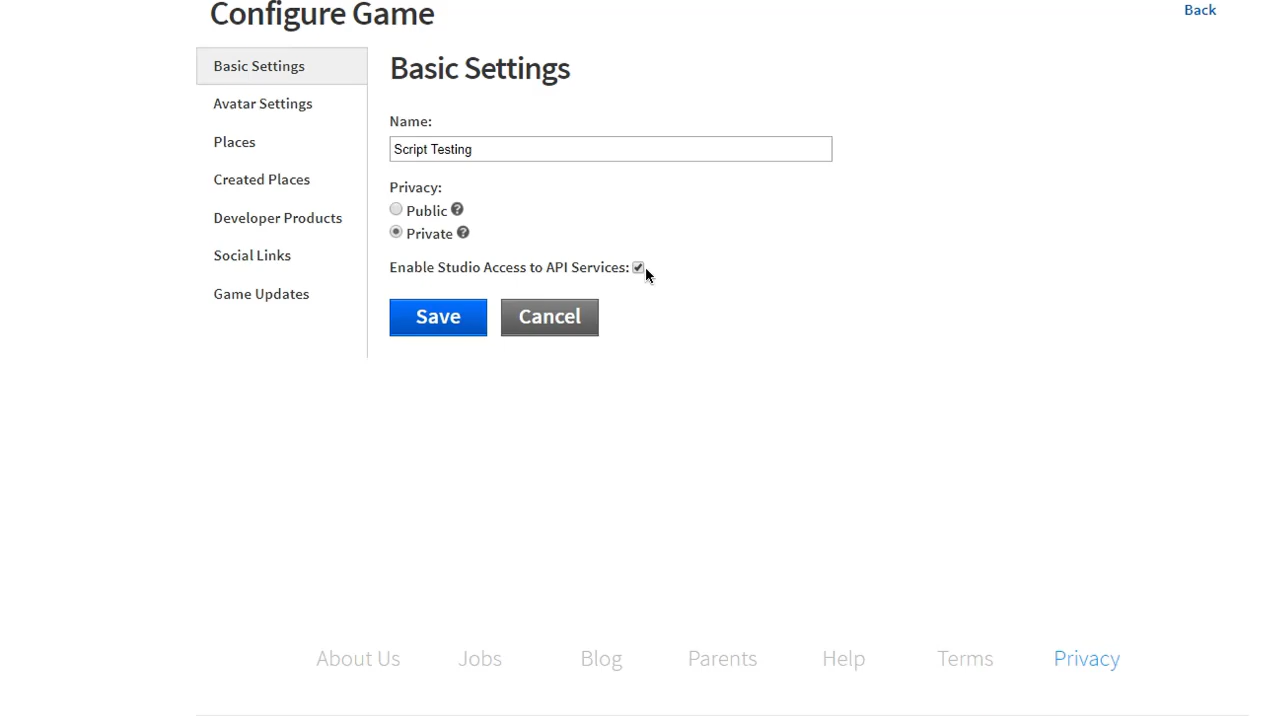 Configure Game
Back
Basic Settings
Avatar Settings
Places
Created Places
Developer Products
Social Links
Game Updates
Basic Settings
Name:
Script Testing
Privacy:
Public
Private
Enable Studio Access to API Services:
Save Cancel
About Us Jobs Blog Parents Help Terms Privacy